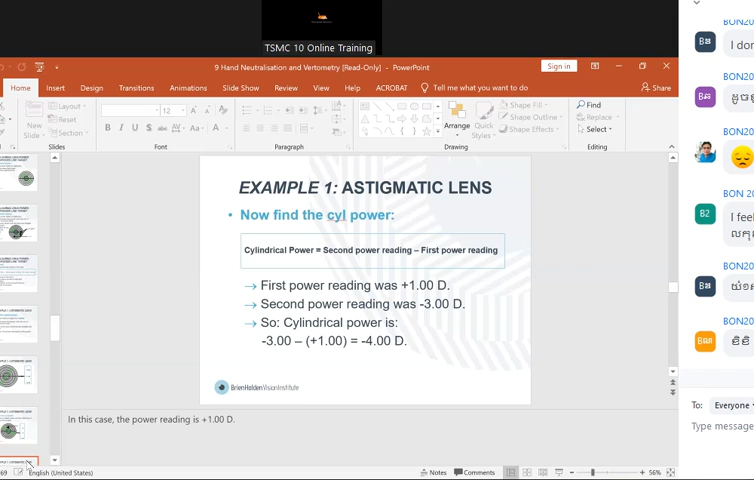 TSMC 10 Online Training
9 Hand Neutralisation and Vertometry [Read-Only] - PowerPoint
Sign in
Home Insert Design Transitions Animations Slide Show Review View Help ACROBAT Tell me what you want to do Share
New
Slide
Layout
Reset
Section
Slides
12
Font
Paragraph
Arrange
Quick
Styles
Shape Fill
Shape Outline
Shape Effects
Drawing
Find
Replace
Select
Editing
EXAMPLE 1: ASTIGMATIC LENS
• Now find the cyl power:
Cylindrical Power = Second power reading – First power reading
→ First power reading was +1.00 D.
→ Second power reading was -3.00 D.
→ So: Cylindrical power is:
-3.00 – (+1.00) = -4.00 D.
BrienHoldenVisionInstitute
In this case, the power reading is +1.00 D.
69 English (United States)
Notes Comments 56%
I don
BON20
BON20
BON 20
B2
I feel
BON20
BON20
To: Everyone
Type message